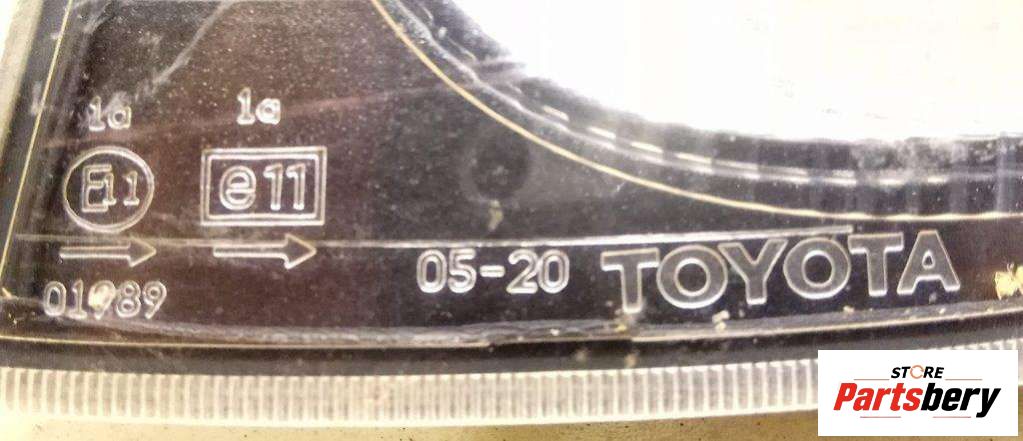 1a 1a
E11 e11
01989 05-20 TOYOTA
STORE
Partsbery